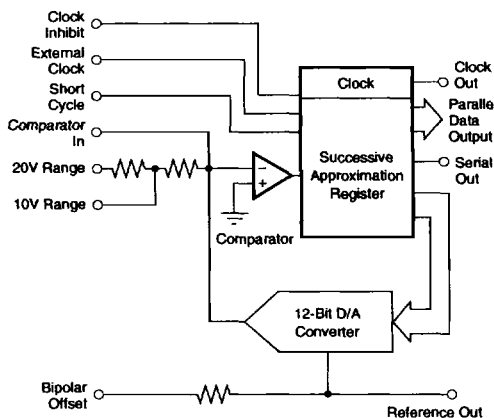 Clock
Inhibit
External
Clock
Short
Cycle
Comparator
In
20V Range
10V Range
Clock
Successive
Approximation
Register
−
+
Comparator
Clock
Out
Paralle
Data
Output
Serial
Out
12-Bit D/A
Converter
Bipolar
Offset
Reference Out